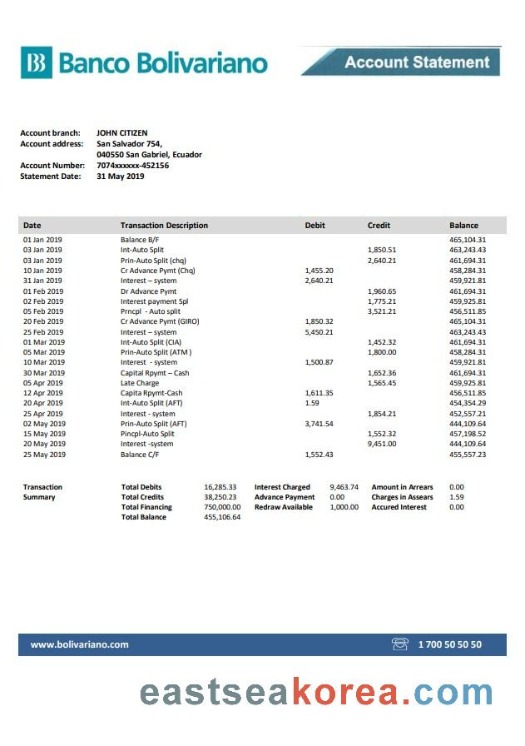 Banco Bolivariano
Account Statement
Account branch: JOHN CITIZEN
Account address: San Salvador 754,
040550 San Gabriel, Ecuador
Account Number: 7074xxxxxx-452156
Statement Date: 31 May 2019
Date Transaction Description Debit Credit Balance
01 Jan 2019 Balance B/F 465,104.31
03 Jan 2019 Int-Auto Split 1,850.51 463,243.43
03 Jan 2019 Prin-Auto Split (chq) 2,640.21 461,694.31
10 Jan 2019 Cr Advance Pymt (Chq) 1,455.20 458,284.31
31 Jan 2019 Interest – system 2,640.21 459,921.81
01 Feb 2019 Dr Advance Pymt 1,960.65 461,694.31
02 Feb 2019 Interest payment Spl 1,775.21 459,925.81
05 Feb 2019 Prncpl - Auto split 3,521.21 456,511.85
20 Feb 2019 Cr Advance Pymt (GIRO) 1,850.32 465,104.31
25 Feb 2019 Interest – system 5,450.21 463,243.43
01 Mar 2019 Int-Auto Split (CIA) 1,452.32 461,694.31
05 Mar 2019 Prin-Auto Split (ATM ) 1,800.00 458,284.31
10 Mar 2019 Interest - system 1,500.87 459,921.81
30 Mar 2019 Capital Rpymt – Cash 1,652.36 461,694.31
05 Apr 2019 Late Charge 1,565.45 459,925.81
12 Apr 2019 Capita Rpymt-Cash 1,611.35 456,511.85
20 Apr 2019 Int-Auto Split (AFT) 1.59 454,354.29
25 Apr 2019 Interest - system 1,854.21 452,557.21
02 May 2019 Prin-Auto Split (AFT) 3,741.54 444,109.64
15 May 2019 Pincpl-Auto Split 1,552.32 457,198.52
20 May 2019 Interest -system 9,451.00 444,109.64
25 May 2019 Balance C/F 1,552.43 455,557.23
Transaction Total Debits 16,285.33 Interest Charged 9,463.74 Amount in Arrears 0.00
Summary Total Credits 38,250.23 Advance Payment 0.00 Charges in Assears 1.59
Total Financing 750,000.00 Redraw Available 1,000.00 Accured Interest 0.00
Total Balance 455,106.64
www.bolivariano.com 1 700 50 50 50
eastseakorea.com